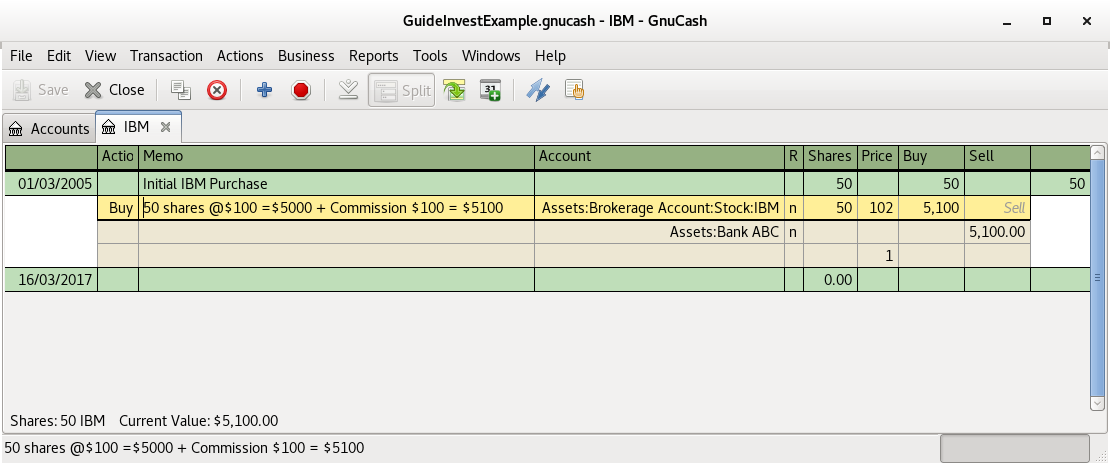 GuideInvestExample.gnucash - IBM - GnuCash
File Edit View Transaction Actions Business Reports Tools Windows Help
Save Close Split 31
Accounts IBM
Actio Memo Account R Shares Price Buy Sell
01/03/2005 Initial IBM Purchase 50 50 50
Buy 50 shares @$100 =$5000 + Commission $100 = $5100 Assets:Brokerage Account:Stock:IBM n 50 102 5,100 Sell
Assets:Bank ABC n 5,100.00
1
16/03/2017 0.00
Shares: 50 IBM Current Value: $5,100.00
50 shares @$100 =$5000 + Commission $100 = $5100